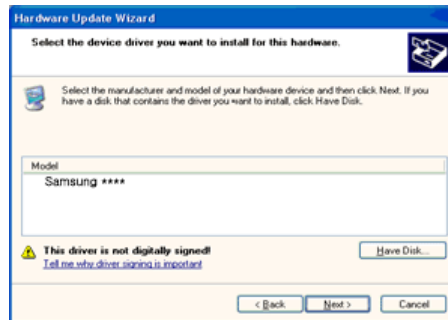 Hardware Update Wizard
Select the device driver you want to install for this hardware.
Select the manufacturer and model of your hardware device and then click Next. If you
have a disk that contains the driver you want to install, click Have Disk.
Model
Samsung ****
This driver is not digitally signed!
Have Disk...
Tell me why driver signing is important
< Back
Next >
Cancel